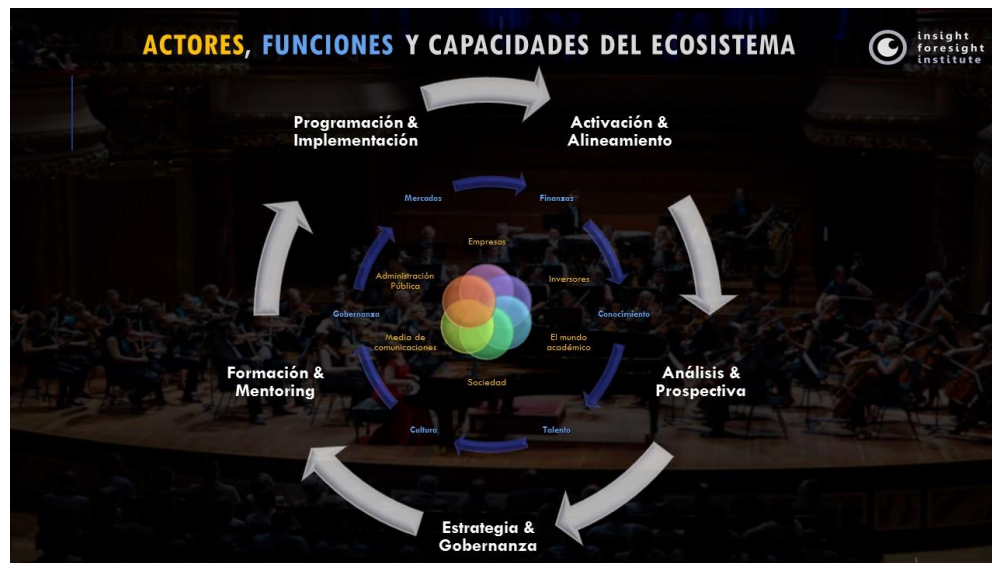 ACTORES, FUNCIONES Y CAPACIDADES DEL ECOSISTEMA
insight
foresight
institute
Programación &
Implementación
Activación &
Alineamiento
Mercados
Finanzas
Empresas
Administración
Pública
Inversores
Gobernanza
Conocimiento
Media de
comunicaciones
El mundo
académico
Sociedad
Formación &
Mentoring
Análisis &
Prospectiva
Cultura
Talento
Estrategia &
Gobernanza